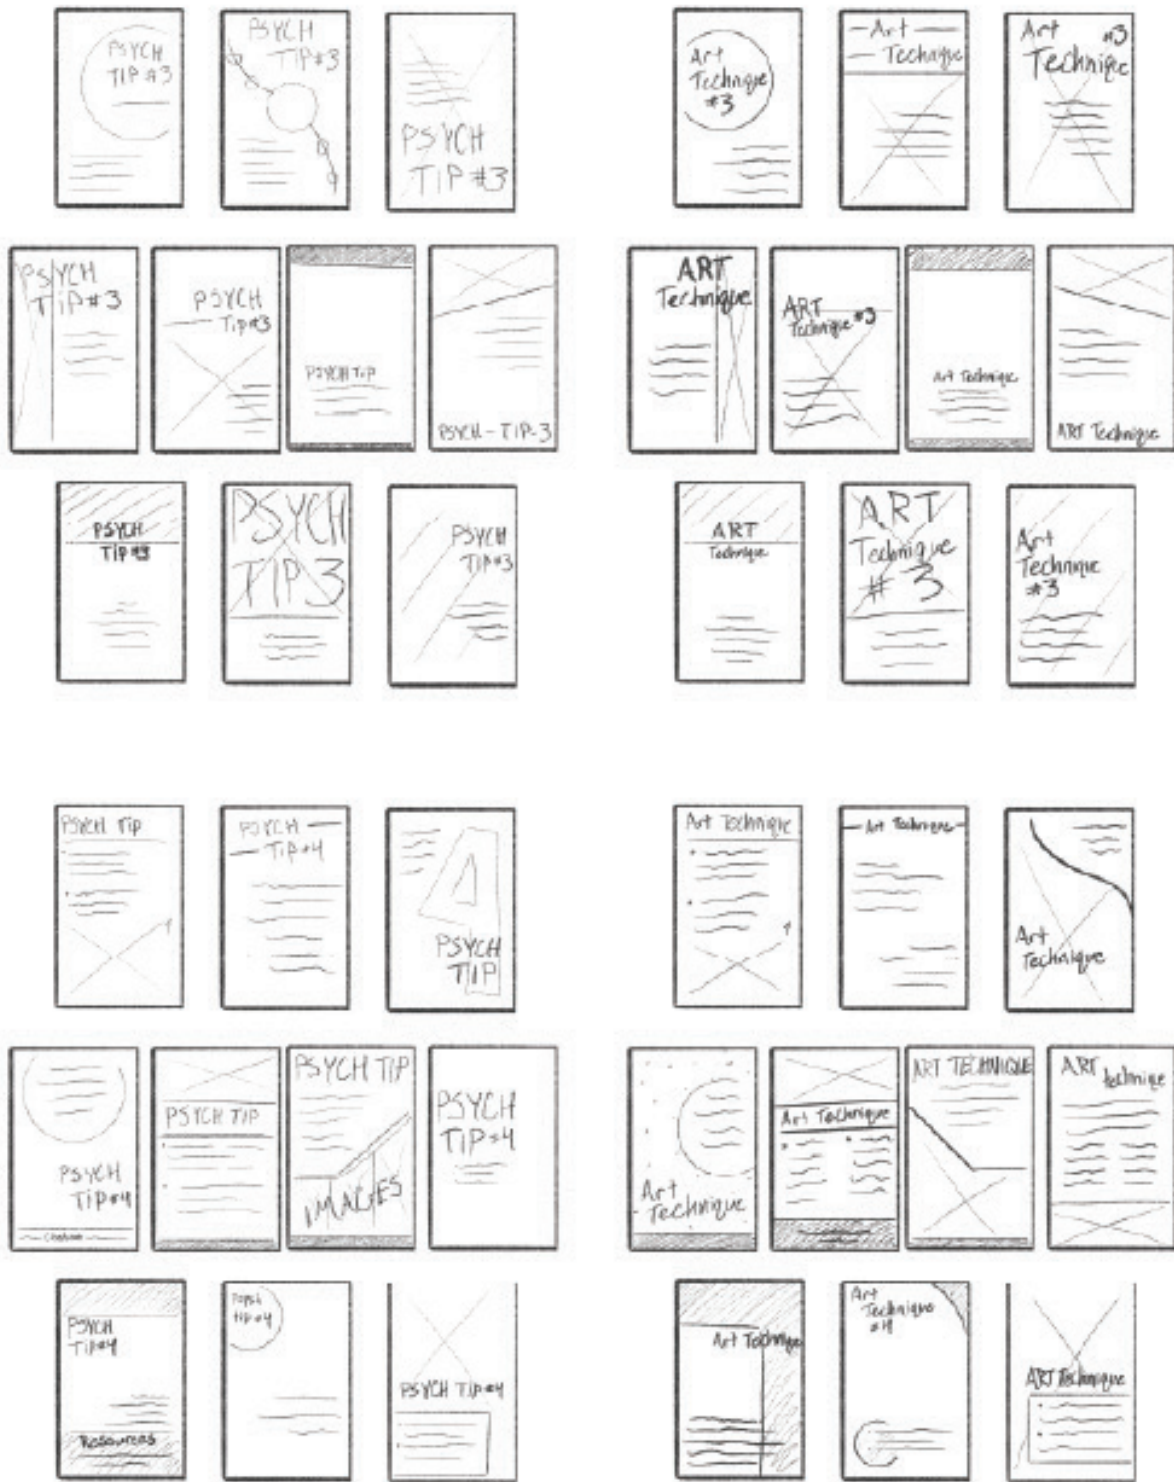 PSYCH
TIP #3
PSYCH
TIP #3
PSYCH
TIP #3
Art
Technique
#3
Art
Technique
Art #3
Technique
PSYCH
TIP #3
PSYCH
Tip #3
PSYCH TIP
PSYCH - TIP - 3
ART
Technique
ART
Technique #3
Art Technique
ART Technique
PSYCH
TIP #3
PSYCH
TIP 3
PSYCH
TIP #3
ART
Technique
ART
Technique
# 3
Art
Technique
#3
PSYCH Tip
PSYCH
Tip #4
PSYCH
TIP
Art Technique
Art Technique
Art
Technique
PSYCH
Tip #4
PSYCH TIP
PSYCH TIP
IMAGES
PSYCH
TIP #4
Art
Technique
Art Technique
ART TECHNIQUE
ART
technique
PSYCH
Tip #4
Resources
tip #4
PSYCH Tip #4
Art Technique
Art
Technique
#4
ART Technique